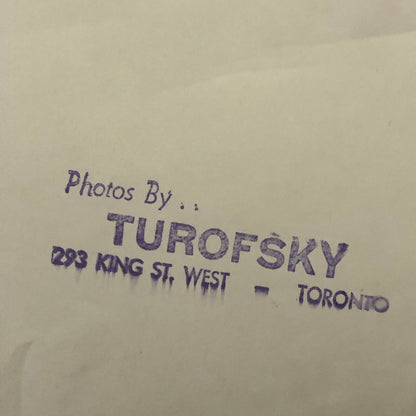 Photos By . .
TUROFSKY
293 KING ST. WEST - TORONTO